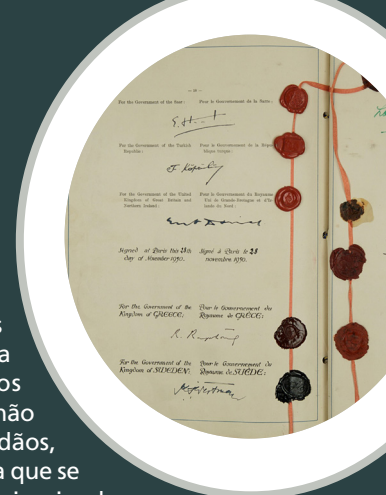 For the Government of the Saar: Pour le Gouvernement de la Sarre:
For the Government of the Turkish Pour le Gouvernement de la Répu-
Republic: blique turque:
For the Government of the United Pour le Gouvernement du Royaume
Kingdom of Great Britain and Uni de Grande-Bretagne et d'Ir-
Northern Ireland: lande du Nord:
Signed at Paris this 28th Signé à Paris le 28
day of November 1950. novembre 1950.
For the Government of the Pour le Gouvernement du
Kingdom of GREECE: Royaume de GRÈCE:
For the Government of the Pour le Gouvernement du
Kingdom of SWEDEN: Royaume de SUÈDE:
s
a
os
não
dãos,
a que se